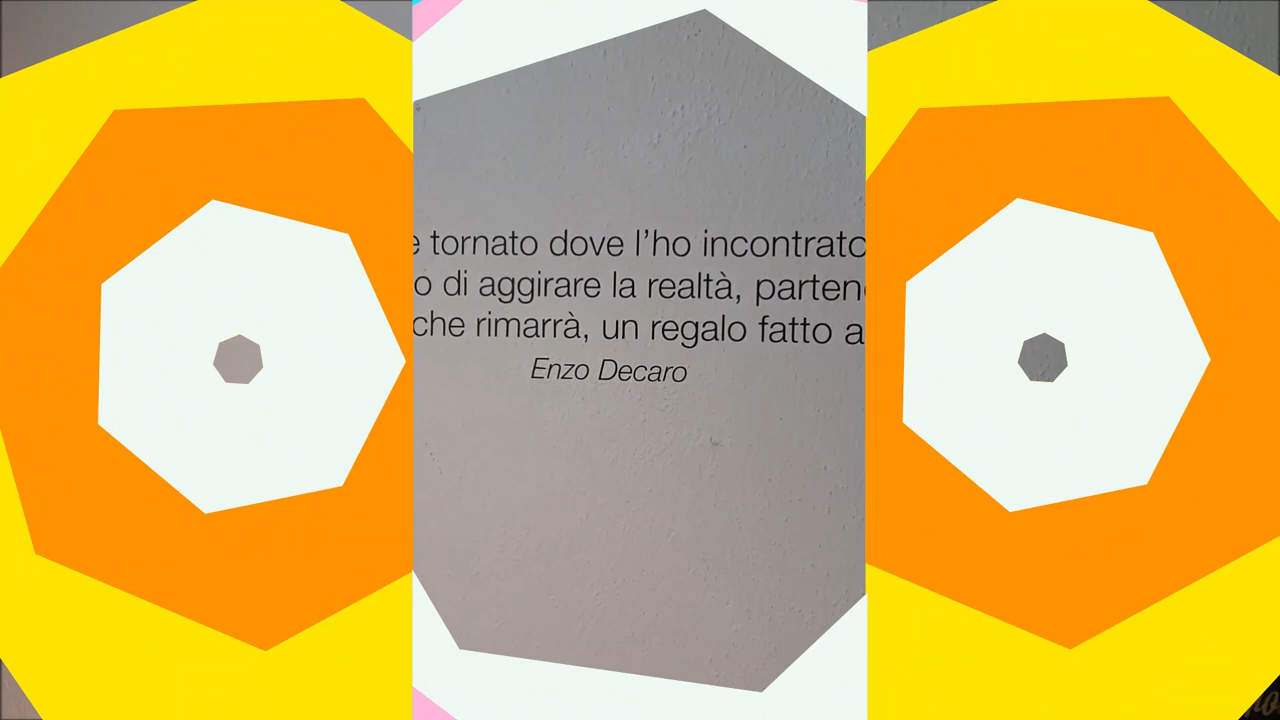 è tornato dove l'ho incontrato
o di aggirare la realtà, parten
che rimarrà, un regalo fatto a
Enzo Decaro